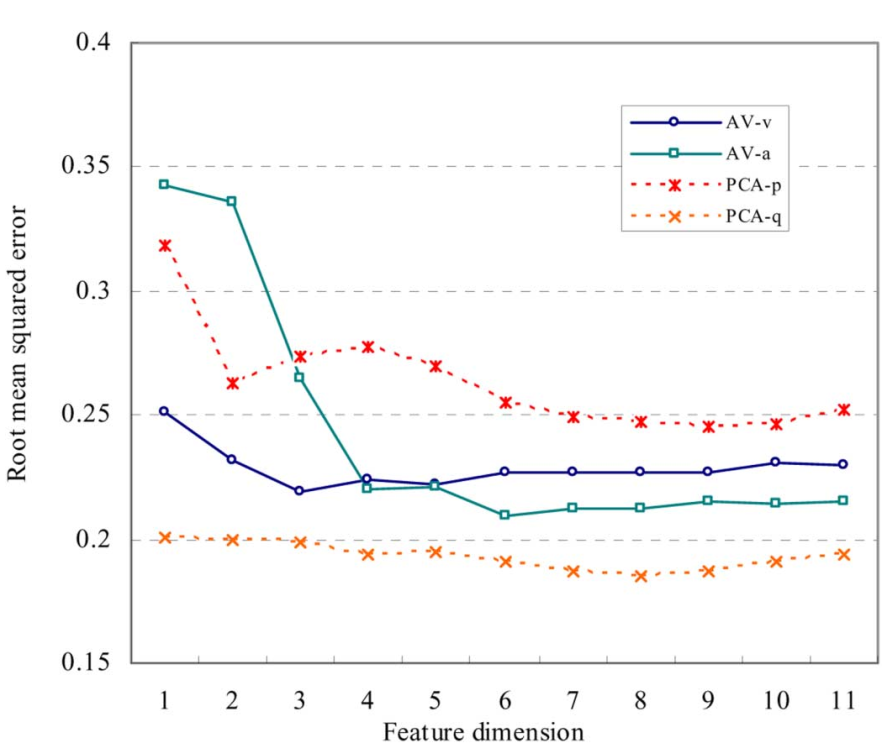 0.4
0.35
0.3
0.25
0.2
0.15
Root mean squared error
AV-v
AV-a
PCA-p
PCA-q
1 2 3 4 5 6 7 8 9 10 11
Feature dimension